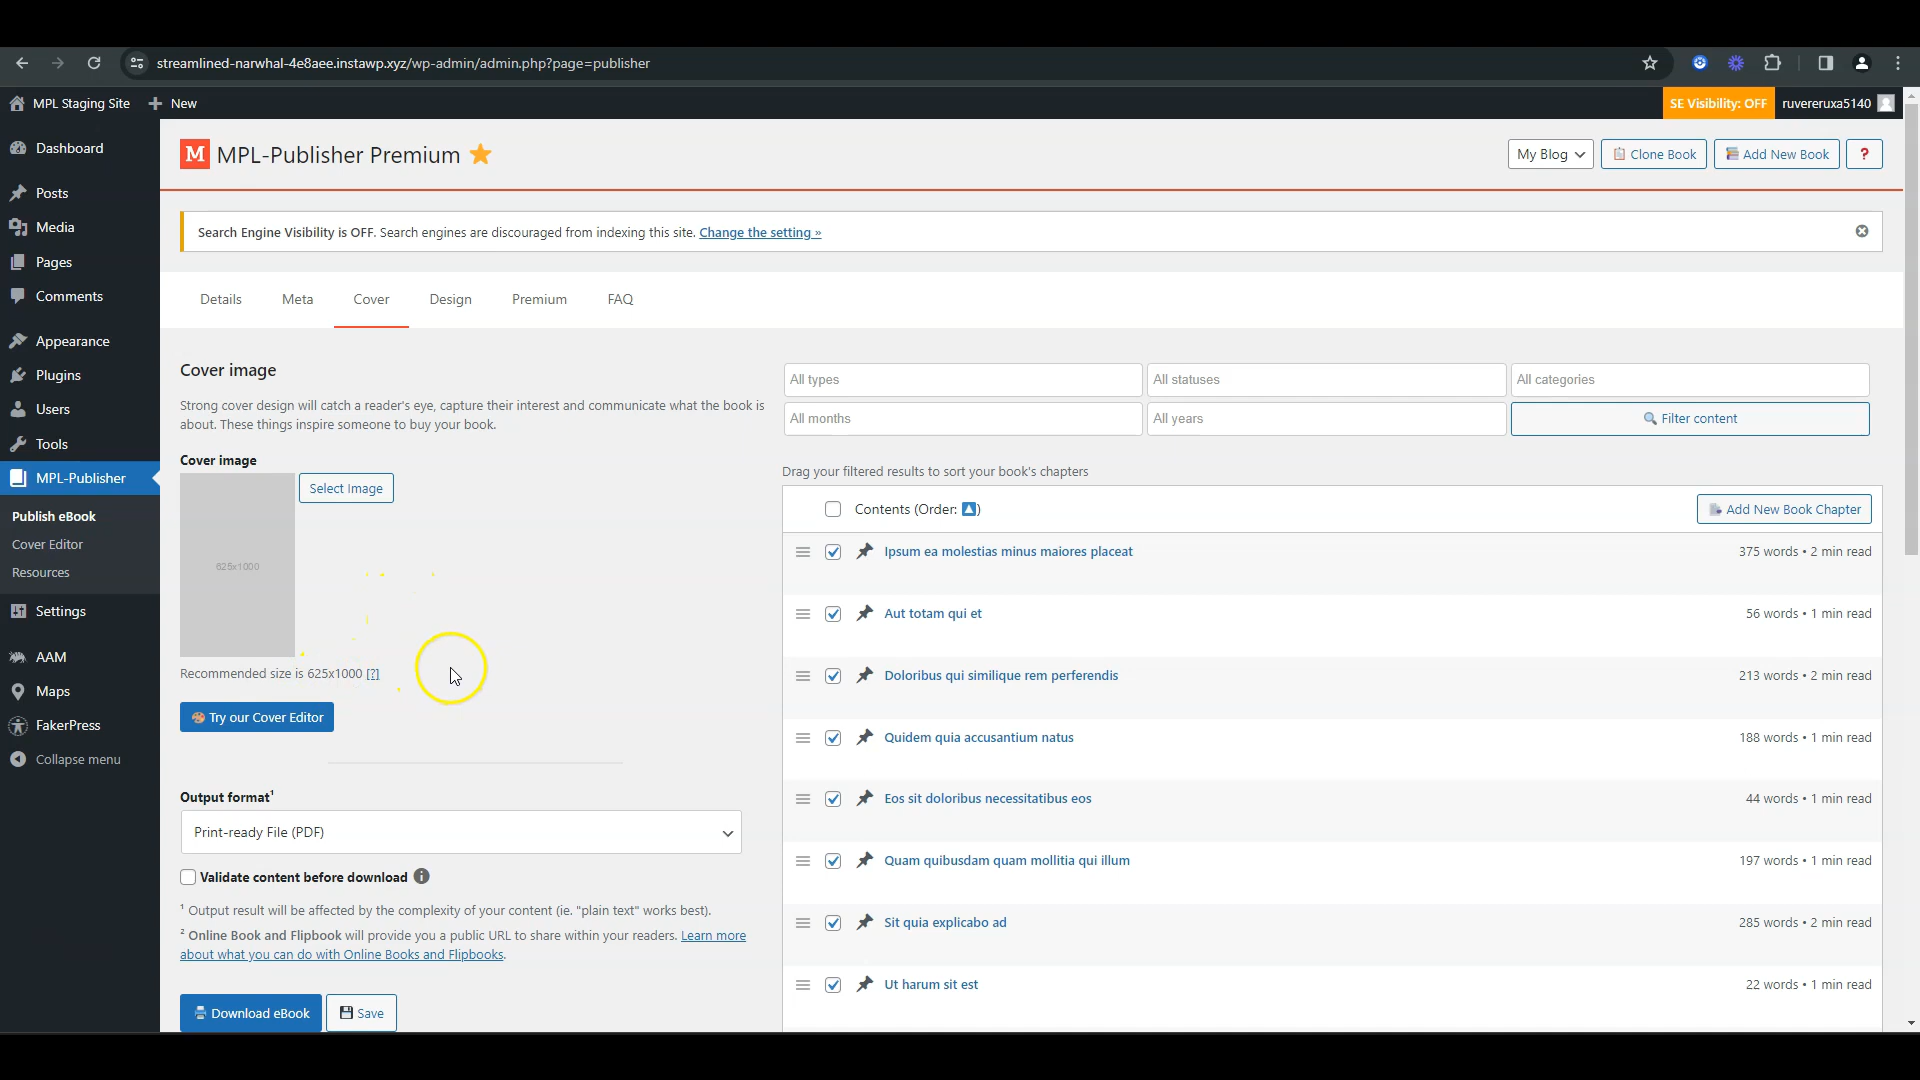 streamlined-narwhal-4e8aee.instawp.xyz/wp-admin/admin.php?page=publisher
MPL Staging Site
New
SE Visibility: OFF
ruvereruxa5140
Dashboard
Posts
Media
Pages
Comments
Appearance
Plugins
Users
Tools
MPL-Publisher
Publish eBook
Cover Editor
Resources
Settings
AAM
Maps
FakerPress
Collapse menu
M MPL-Publisher Premium
My Blog
Clone Book
Add New Book
?
Search Engine Visibility is OFF. Search engines are discouraged from indexing this site. Change the setting »
Details
Meta
Cover
Design
Premium
FAQ
Cover image
Strong cover design will catch a reader's eye, capture their interest and communicate what the book is
about. These things inspire someone to buy your book.
Cover image
625x1000
Select Image
Recommended size is 625x1000 [?]
Try our Cover Editor
Output format¹
Print-ready File (PDF)
Validate content before download
¹ Output result will be affected by the complexity of your content (ie. "plain text" works best).
² Online Book and Flipbook will provide you a public URL to share within your readers. Learn more
about what you can do with Online Books and Flipbooks.
Download eBook
Save
All types
All statuses
All categories
All months
All years
Filter content
Drag your filtered results to sort your book's chapters
Contents (Order: )
Add New Book Chapter
Ipsum ea molestias minus maiores placeat
375 words • 2 min read
Aut totam qui et
56 words • 1 min read
Doloribus qui similique rem perferendis
213 words • 2 min read
Quidem quia accusantium natus
188 words • 1 min read
Eos sit doloribus necessitatibus eos
44 words • 1 min read
Quam quibusdam quam mollitia qui illum
197 words • 1 min read
Sit quia explicabo ad
285 words • 2 min read
Ut harum sit est
22 words • 1 min read